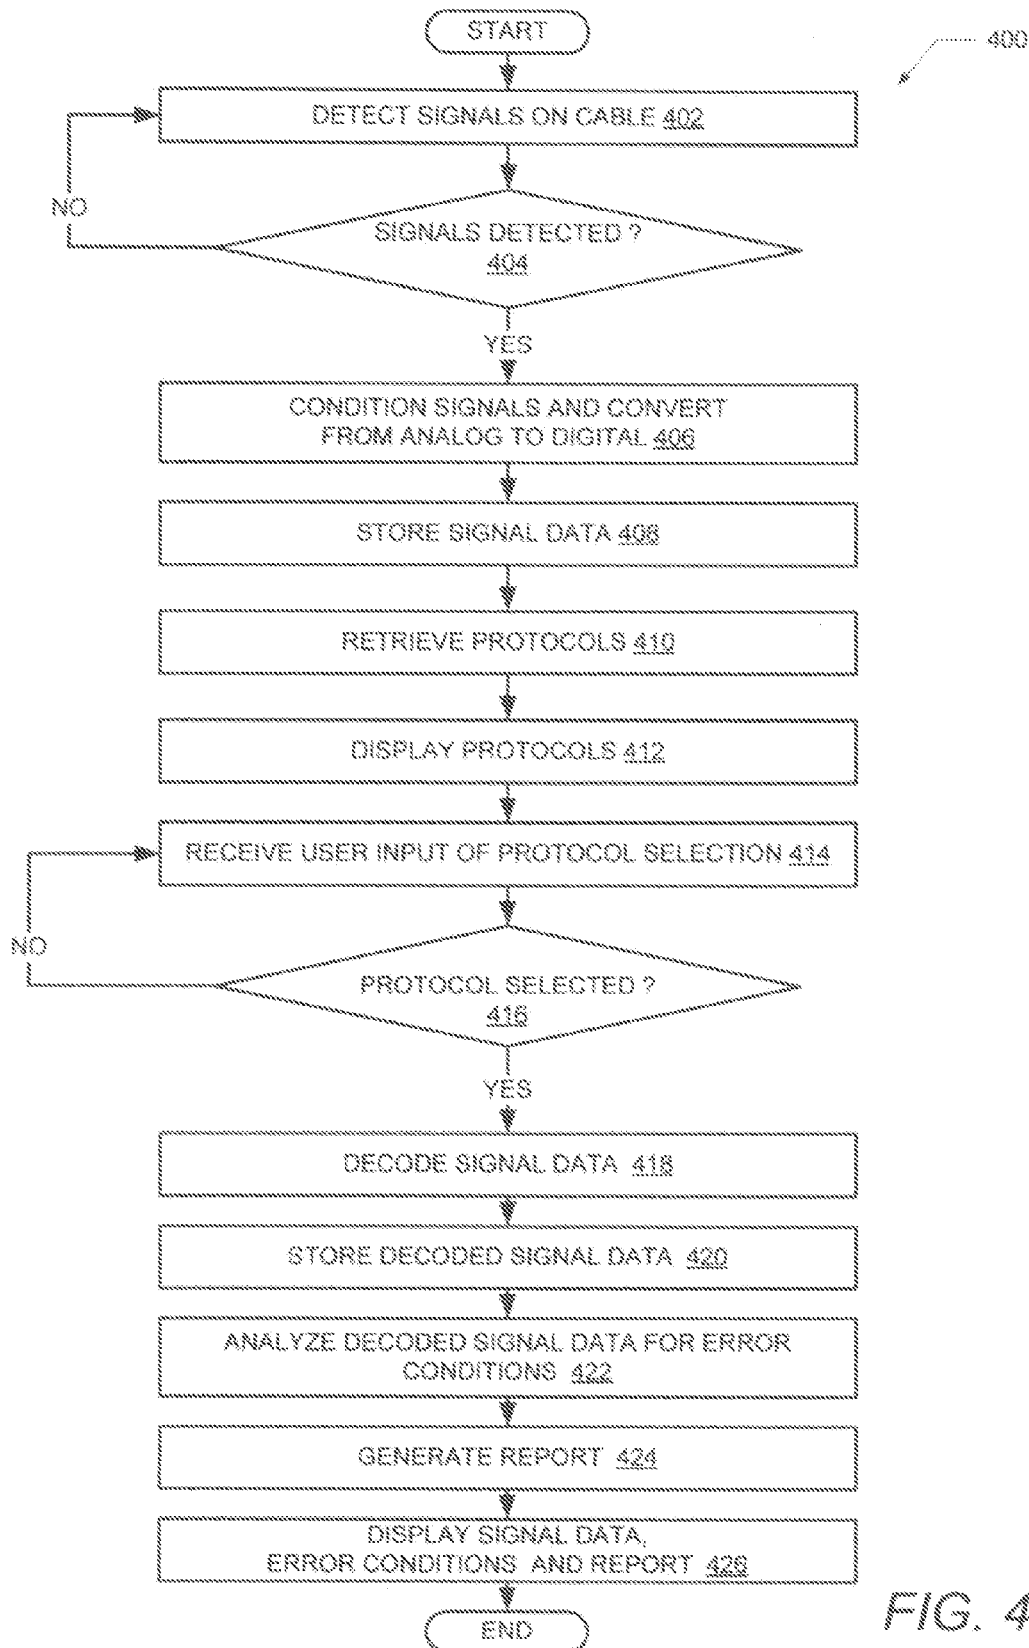 START
400
DETECT SIGNALS ON CABLE 402
NO
SIGNALS DETECTED ?
404
YES
CONDITION SIGNALS AND CONVERT
FROM ANALOG TO DIGITAL 406
STORE SIGNAL DATA 408
RETRIEVE PROTOCOLS 410
DISPLAY PROTOCOLS 412
RECEIVE USER INPUT OF PROTOCOL SELECTION 414
NO
PROTOCOL SELECTED ?
416
YES
DECODE SIGNAL DATA 418
STORE DECODED SIGNAL DATA 420
ANALYZE DECODED SIGNAL DATA FOR ERROR
CONDITIONS 422
GENERATE REPORT 424
DISPLAY SIGNAL DATA,
ERROR CONDITIONS AND REPORT 426
END
FIG. 4